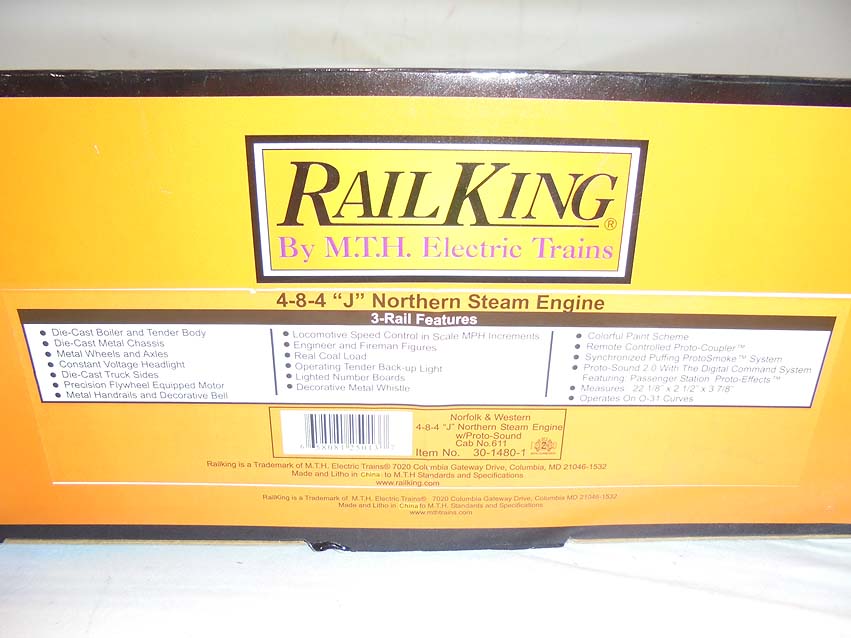 RAILKING®
By M.T.H. Electric Trains
4-8-4 “J” Northern Steam Engine
3-Rail Features
• Die-Cast Boiler and Tender Body
• Die-Cast Metal Chassis
• Metal Wheels and Axles
• Constant Voltage Headlight
• Die-Cast Truck Sides
• Precision Flywheel Equipped Motor
• Metal Handrails and Decorative Bell
• Locomotive Speed Control in Scale MPH Increments
• Engineer and Fireman Figures
• Real Coal Load
• Operating Tender Back-up Light
• Lighted Number Boards
• Decorative Metal Whistle
• Colorful Paint Scheme
• Remote Controlled Proto-Coupler™
• Synchronized Puffing ProtoSmoke™ System
• Proto-Sound 2.0 With The Digital Command System
Featuring: Passenger Station Proto-Effects™
• Measures 22 1/8" x 2 1/2" x 3 7/8"
• Operates On O-31 Curves
Norfolk & Western
4-8-4 “J” Northern Steam Engine
w/Proto-Sound
Cab No.611
Item No. 30-1480-1
Railking is a Trademark of M.T.H. Electric Trains® 7020 Columbia Gateway Drive, Columbia, MD 21046-1532
Made and Litho in China to M.T.H Standards and Specifications
www.railking.com
RailKing is a Trademark of M.T.H. Electric Trains® 7020 Columbia Gateway Drive, Columbia MD 21046-1532
Made and Litho in China to M.T.H. Standards and Specifications
www.mthtrains.com